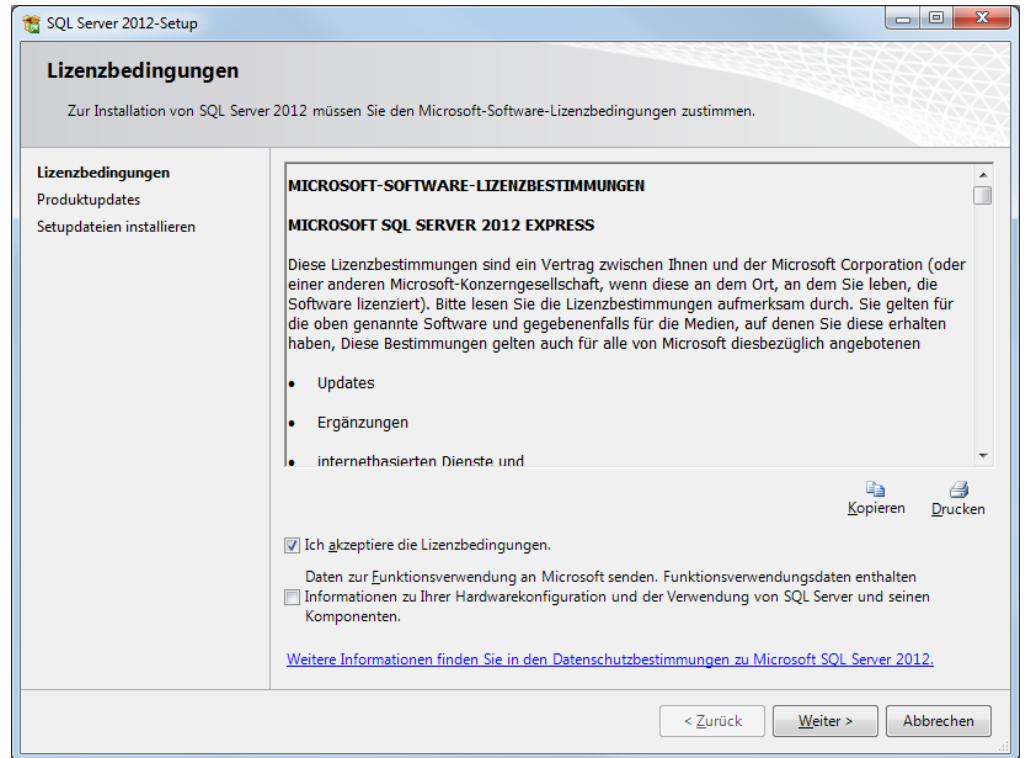 SQL Server 2012-Setup
Lizenzbedingungen
Zur Installation von SQL Server 2012 müssen Sie den Microsoft-Software-Lizenzbedingungen zustimmen.
Lizenzbedingungen
Produktupdates
Setupdateien installieren
MICROSOFT-SOFTWARE-LIZENZBESTIMMUNGEN
MICROSOFT SQL SERVER 2012 EXPRESS
Diese Lizenzbestimmungen sind ein Vertrag zwischen Ihnen und der Microsoft Corporation (oder
einer anderen Microsoft-Konzerngesellschaft, wenn diese an dem Ort, an dem Sie leben, die
Software lizenziert). Bitte lesen Sie die Lizenzbestimmungen aufmerksam durch. Sie gelten für
die oben genannte Software und gegebenenfalls für die Medien, auf denen Sie diese erhalten
haben, Diese Bestimmungen gelten auch für alle von Microsoft diesbezüglich angebotenen
• Updates
• Ergänzungen
• internetbasierten Dienste und
Kopieren Drucken
Ich akzeptiere die Lizenzbedingungen.
Daten zur Funktionsverwendung an Microsoft senden. Funktionsverwendungsdaten enthalten
Informationen zu Ihrer Hardwarekonfiguration und der Verwendung von SQL Server und seinen
Komponenten.
Weitere Informationen finden Sie in den Datenschutzbestimmungen zu Microsoft SQL Server 2012.
< Zurück Weiter > Abbrechen